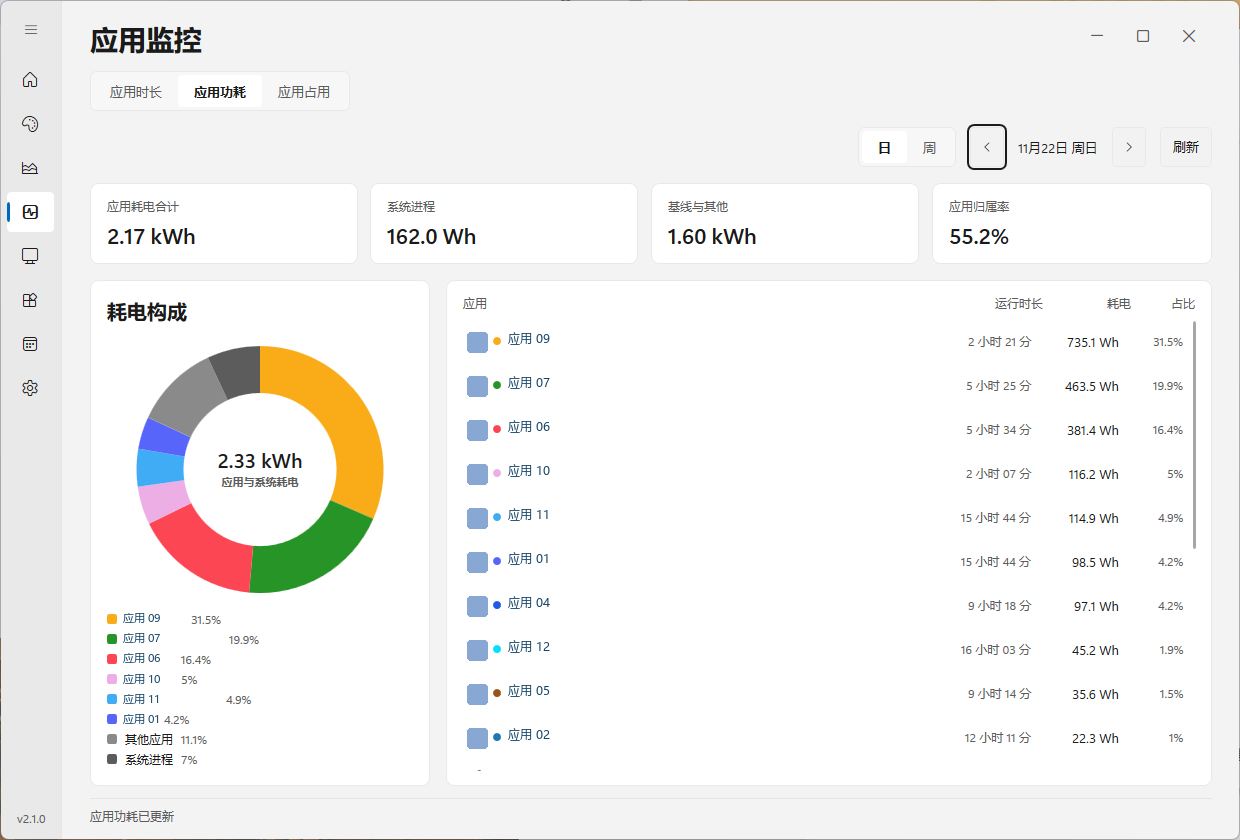 应用监控
应用时长 应用功耗 应用占用
日 周 11月22日 周日 刷新
应用耗电合计 系统进程 基线与其他 应用归属率
2.17 kWh 162.0 Wh 1.60 kWh 55.2%
耗电构成
2.33 kWh
应用与系统耗电
应用 09 31.5%
应用 07 19.9%
应用 06 16.4%
应用 10 5%
应用 11 4.9%
应用 01 4.2%
其他应用 11.1%
系统进程 7%
应用 运行时长 耗电 占比
应用 09 2 小时 21 分 735.1 Wh 31.5%
应用 07 5 小时 25 分 463.5 Wh 19.9%
应用 06 5 小时 34 分 381.4 Wh 16.4%
应用 10 2 小时 07 分 116.2 Wh 5%
应用 11 15 小时 44 分 114.9 Wh 4.9%
应用 01 15 小时 44 分 98.5 Wh 4.2%
应用 04 9 小时 18 分 97.1 Wh 4.2%
应用 12 16 小时 03 分 45.2 Wh 1.9%
应用 05 9 小时 14 分 35.6 Wh 1.5%
应用 02 12 小时 11 分 22.3 Wh 1%
v2.1.0 应用功耗已更新